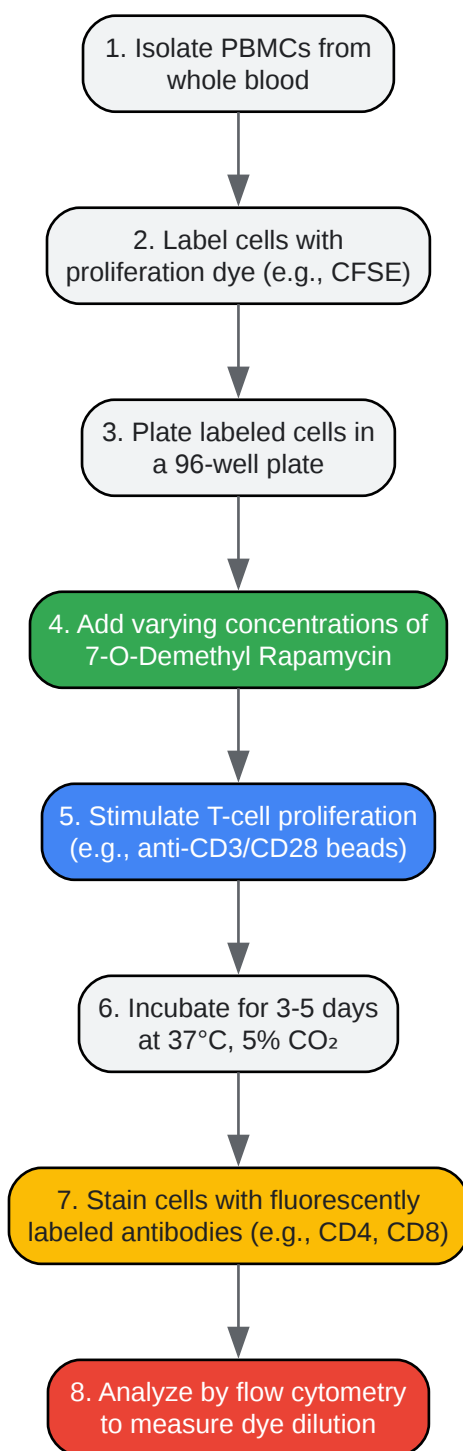 1. Isolate PBMCs from
whole blood
2. Label cells with
proliferation dye (e.g., CFSE)
3. Plate labeled cells in
a 96-well plate
4. Add varying concentrations of
7-O-Demethyl Rapamycin
5. Stimulate T-cell proliferation
(e.g., anti-CD3/CD28 beads)
6. Incubate for 3-5 days
at 37°C, 5% CO₂
7. Stain cells with fluorescently
labeled antibodies (e.g., CD4, CD8)
8. Analyze by flow cytometry
to measure dye dilution